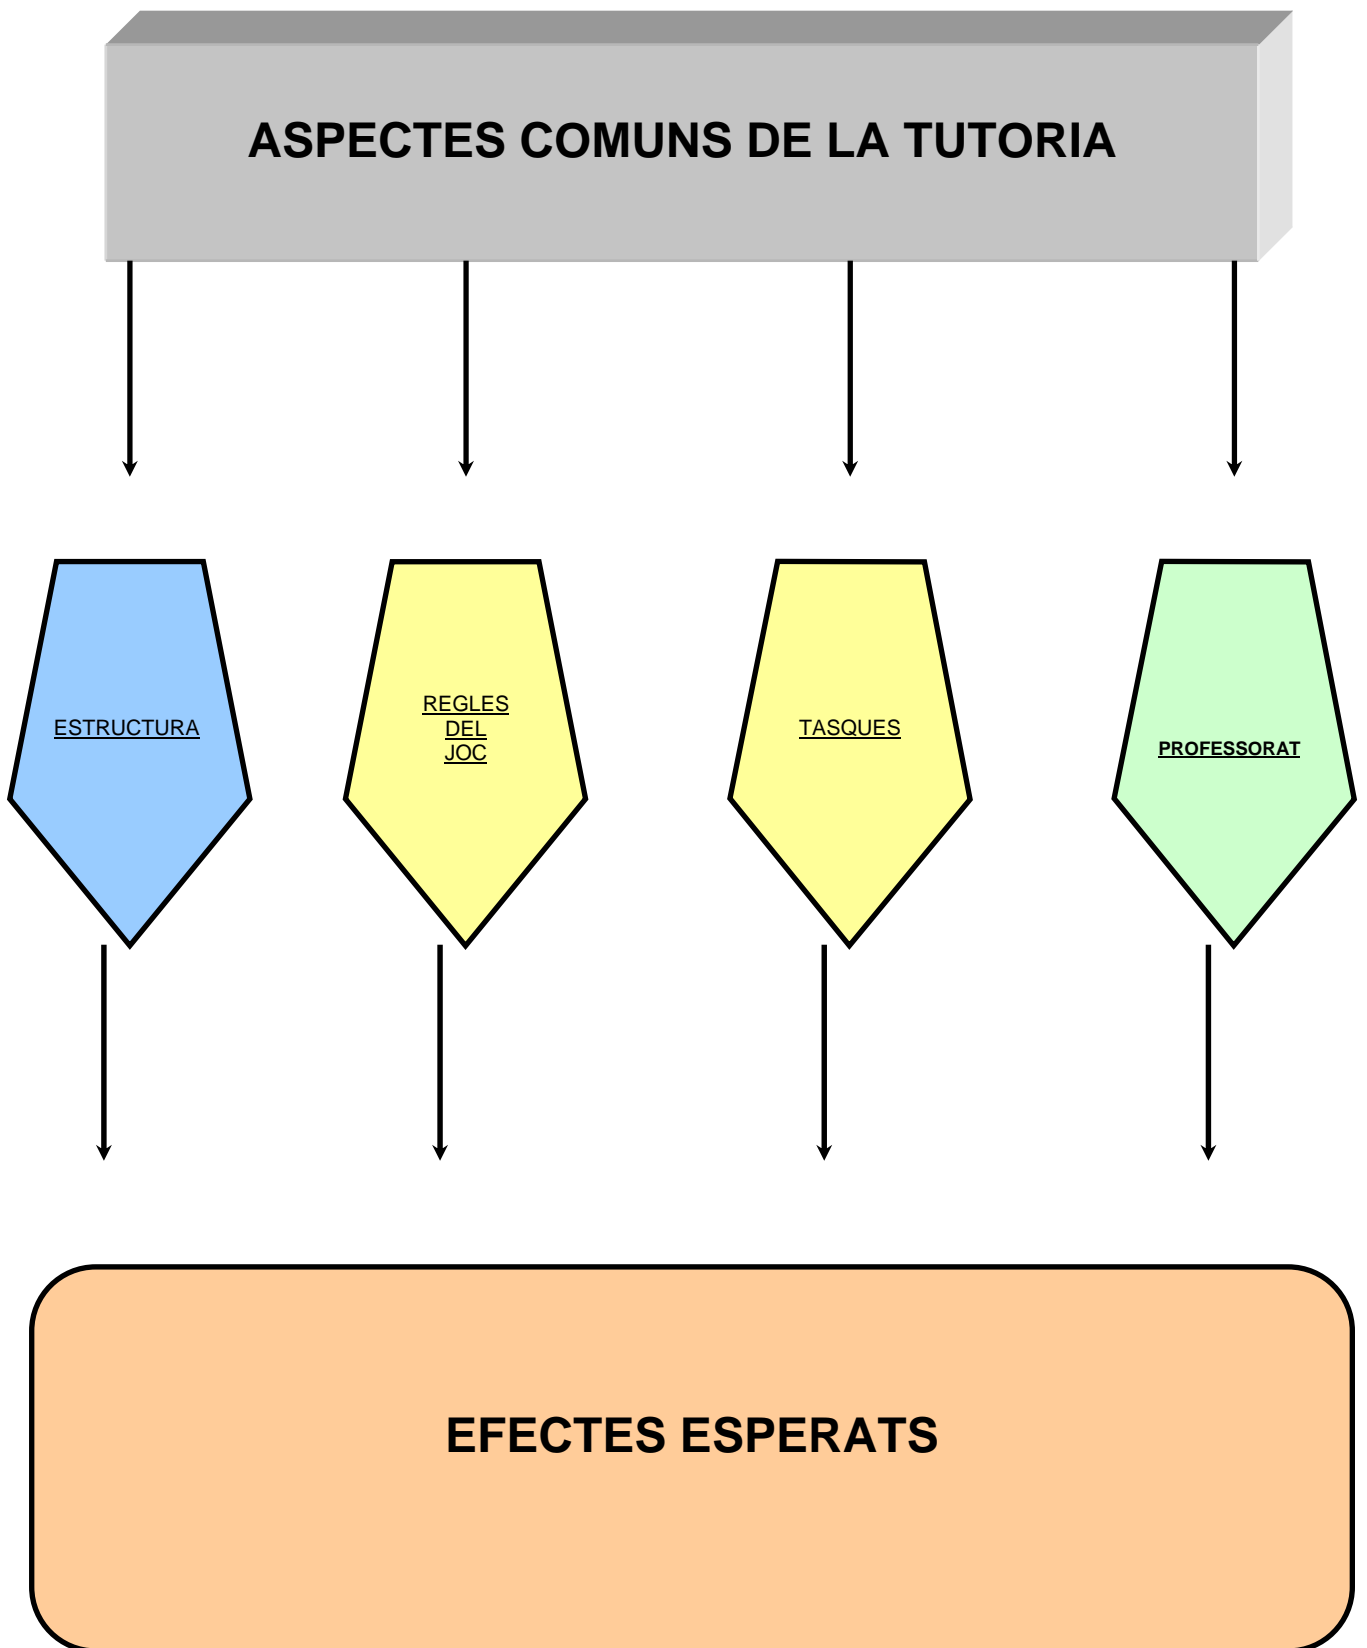 ASPECTES COMUNS DE LA TUTORIA
ESTRUCTURA
REGLES
DEL
JOC
TASQUES
PROFESSORAT
EFECTES ESPERATS